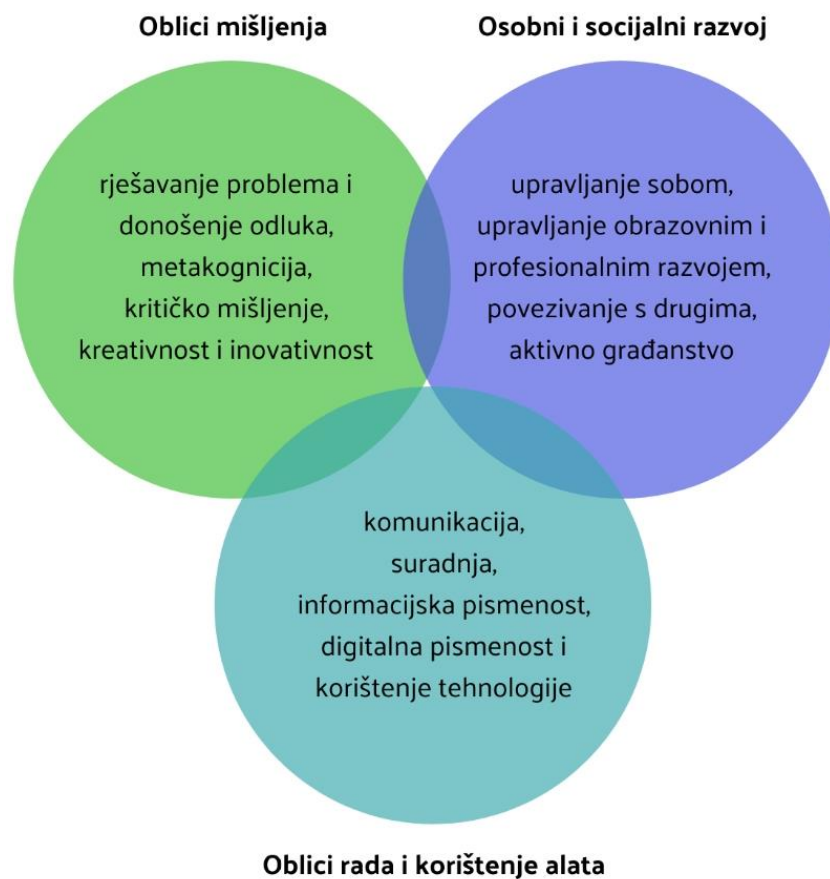 Oblici mišljenja
Osobni i socijalni razvoj
rješavanje problema i
donošenje odluka,
metakognicija,
kritičko mišljenje,
kreativnost i inovativnost
upravljanje sobom,
upravljanje obrazovnim i
profesionalnim razvojem,
povezivanje s drugima,
aktivno građanstvo
komunikacija,
suradnja,
informacijska pismenost,
digitalna pismenost i
korištenje tehnologije
Oblici rada i korištenje alata